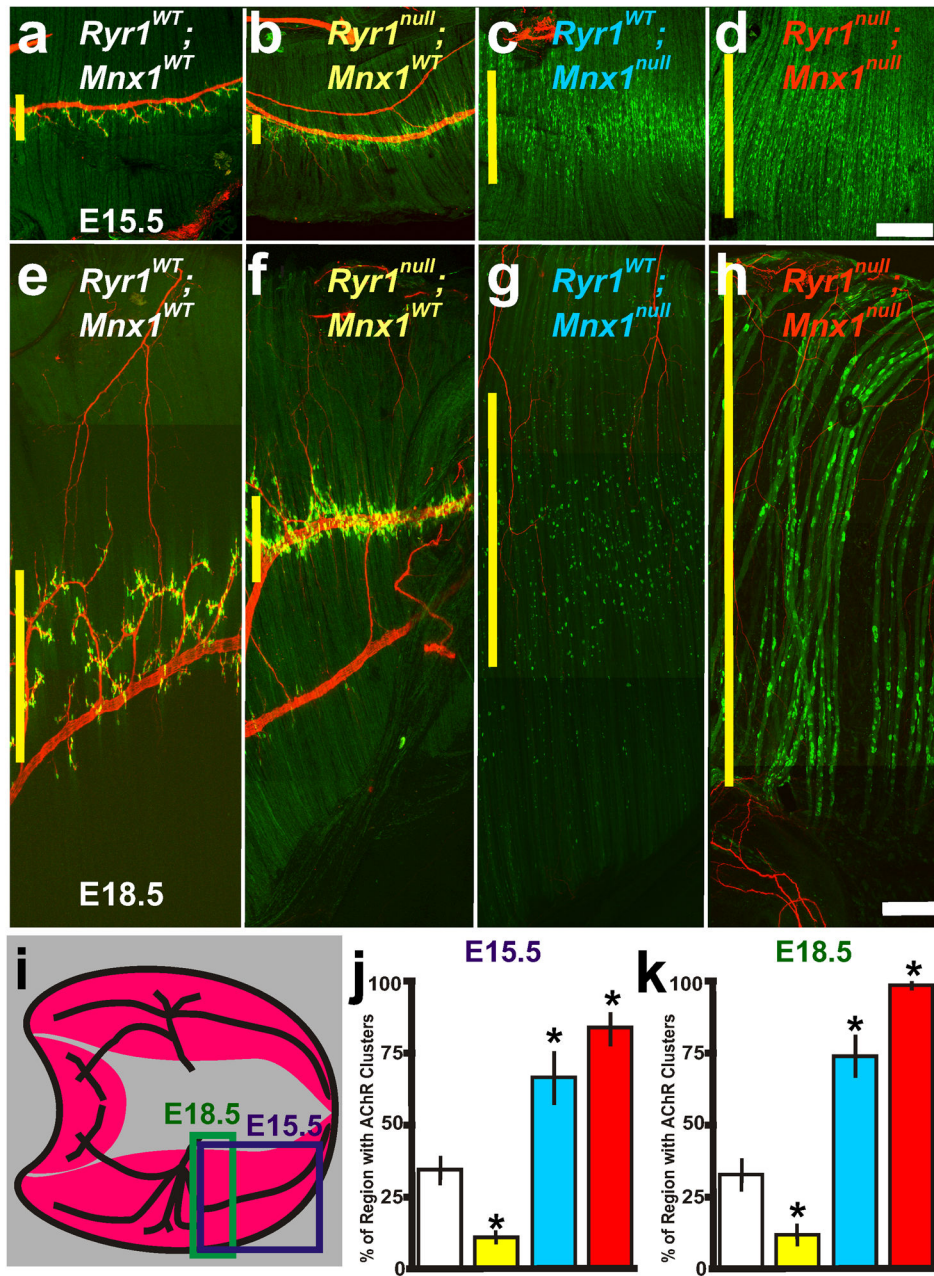 a Ryr1WT; Mnx1WT
b Ryr1null; Mnx1WT
c Ryr1WT; Mnx1null
d Ryr1null; Mnx1null
E15.5
e Ryr1WT; Mnx1WT
f Ryr1null; Mnx1WT
g Ryr1WT; Mnx1null
h Ryr1null; Mnx1null
E18.5
i
E18.5
E15.5
j
E15.5
% of Region with AChR Clusters
100
75
50
25
0
*
*
*
k
E18.5
% of Region with AChR Clusters
100
75
50
25
0
*
*
*